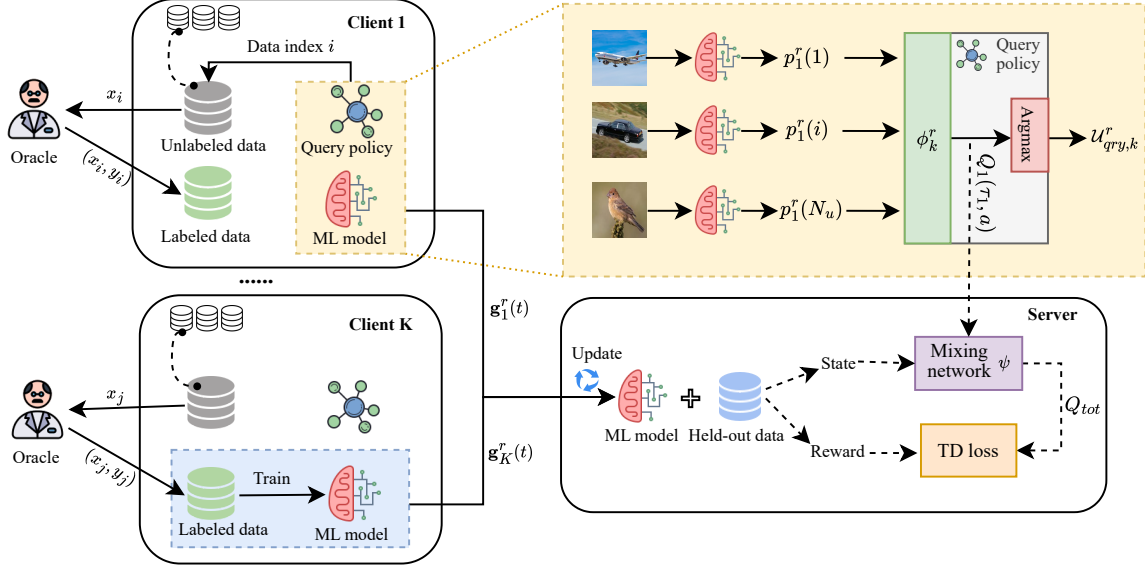 Client 1
Data index i
x_i
Oracle
(x_i, y_i)
Unlabeled data
Labeled data
Query policy
ML model
p_1^r(1)
p_1^r(i)
p_1^r(N_u)
ϕ_k^r
Query
policy
Argmax
𝒰_{qry,k}^r
Q_1(τ_1, a)
......
Client K
x_j
Oracle
(x_j, y_j)
Labeled data
Train
ML model
𝐠_1^r(t)
𝐠_K^r(t)
Server
Update
ML model
Held-out data
State
Reward
Mixing
network ψ
Q_{tot}
TD loss